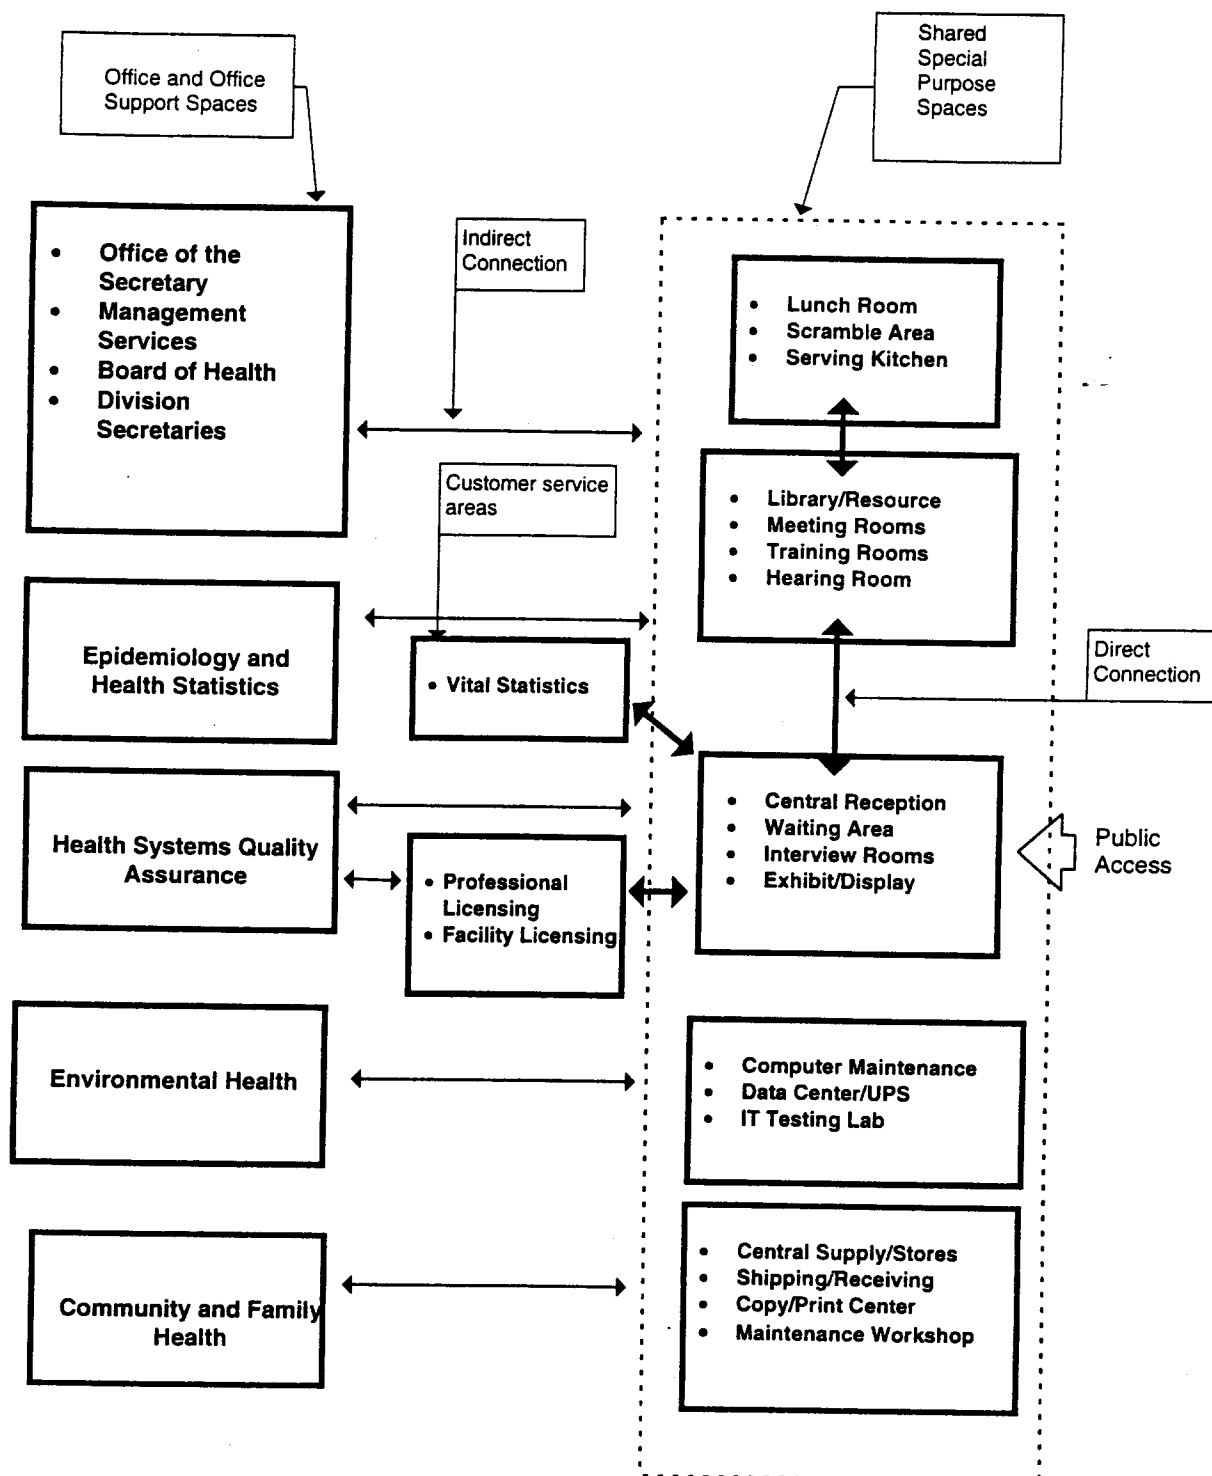 Office and Office
Support Spaces
Shared
Special
Purpose
Spaces
• Office of the
Secretary
• Management
Services
• Board of Health
• Division
Secretaries
Indirect
Connection
• Lunch Room
• Scramble Area
• Serving Kitchen
Customer service
areas
• Library/Resource
• Meeting Rooms
• Training Rooms
• Hearing Room
Epidemiology and
Health Statistics
• Vital Statistics
Direct
Connection
Health Systems Quality
Assurance
• Professional
Licensing
• Facility Licensing
• Central Reception
• Waiting Area
• Interview Rooms
• Exhibit/Display
Public
Access
Environmental Health
• Computer Maintenance
• Data Center/UPS
• IT Testing Lab
Community and Family
Health
• Central Supply/Stores
• Shipping/Receiving
• Copy/Print Center
• Maintenance Workshop